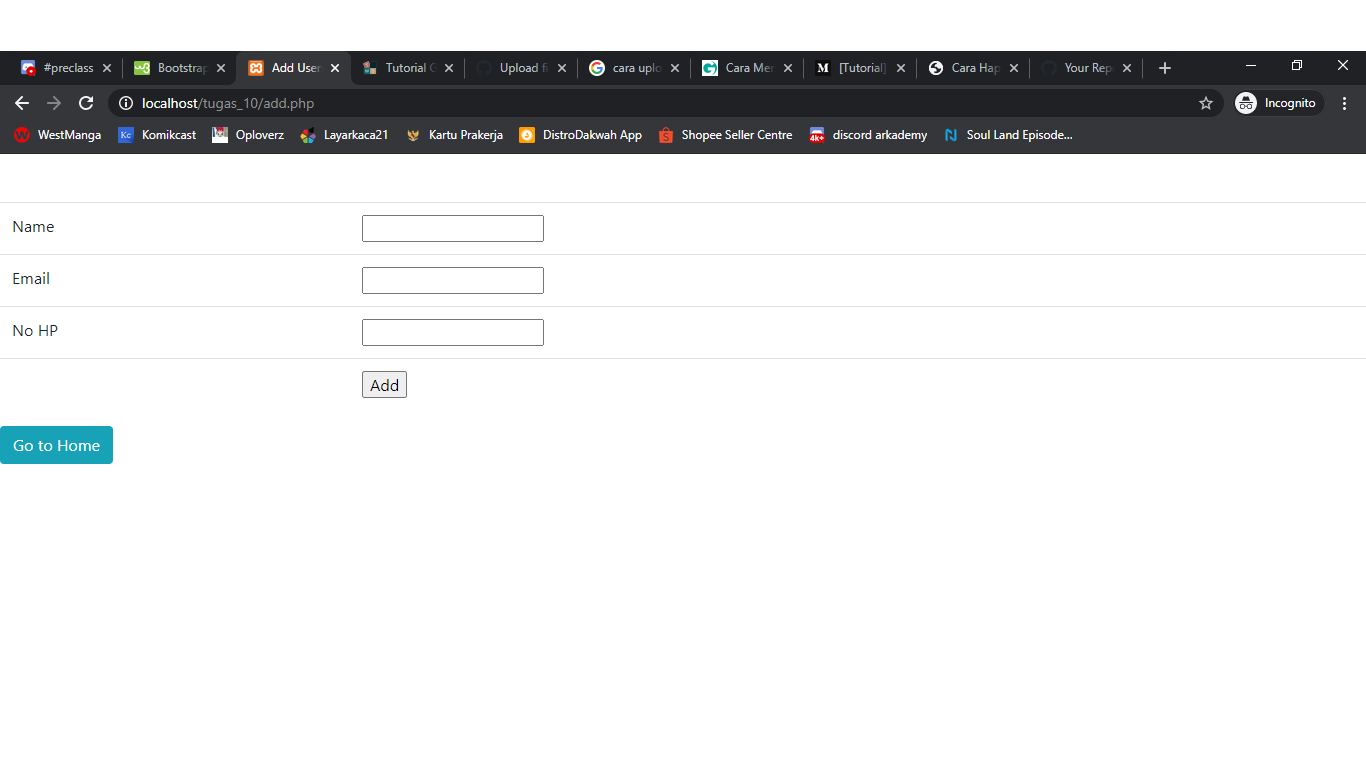 #preclass Bootstrap Add User Tutorial G Upload fi cara uplo Cara Mer [Tutorial] Cara Hap Your Rep
localhost/tugas_10/add.php Incognito
WestManga Komikcast Oploverz Layarkaca21 Kartu Prakerja DistroDakwah App Shopee Seller Centre discord arkademy Soul Land Episode...
Name
Email
No HP
Add
Go to Home